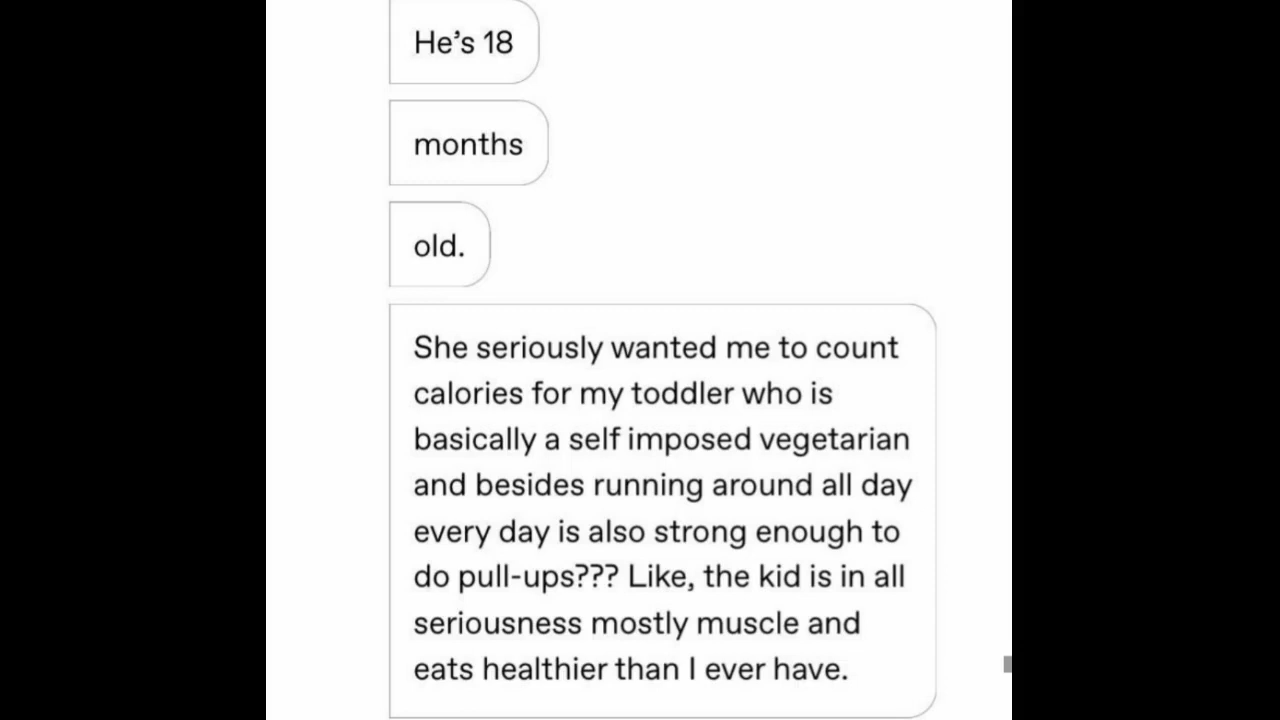 He’s 18
months
old.
She seriously wanted me to count
calories for my toddler who is
basically a self imposed vegetarian
and besides running around all day
every day is also strong enough to
do pull-ups??? Like, the kid is in all
seriousness mostly muscle and
eats healthier than I ever have.